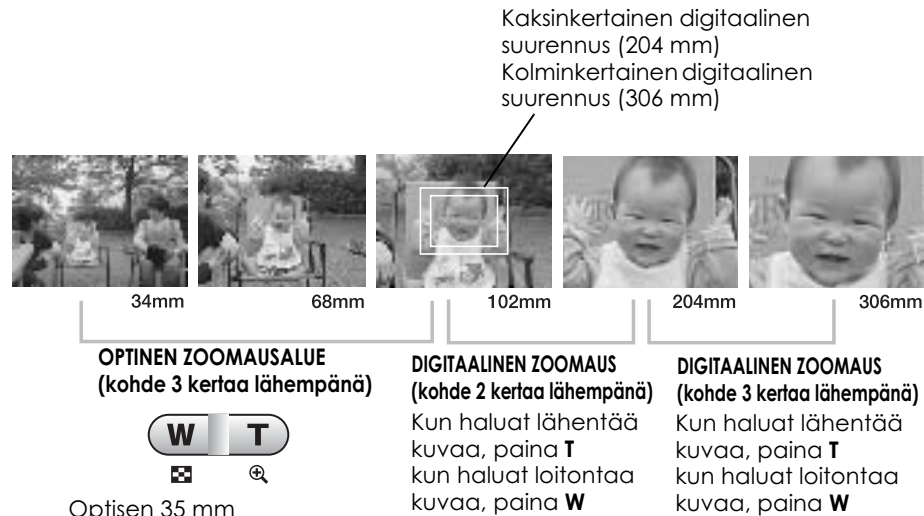 Kaksinkertainen digitaalinen
suurennus (204 mm)
Kolminkertainen digitaalinen
suurennus (306 mm)
34mm
68mm
102mm
204mm
306mm
OPTINEN ZOOMAUSALUE
(kohde 3 kertaa lähempänä)
W T
Optisen 35 mm
DIGITAALINEN ZOOMAUS
(kohde 2 kertaa lähempänä)
Kun haluat lähentää
kuvaa, paina T
kun haluat loitontaa
kuvaa, paina W
DIGITAALINEN ZOOMAUS
(kohde 3 kertaa lähempänä)
Kun haluat lähentää
kuvaa, paina T
kun haluat loitontaa
kuvaa, paina W